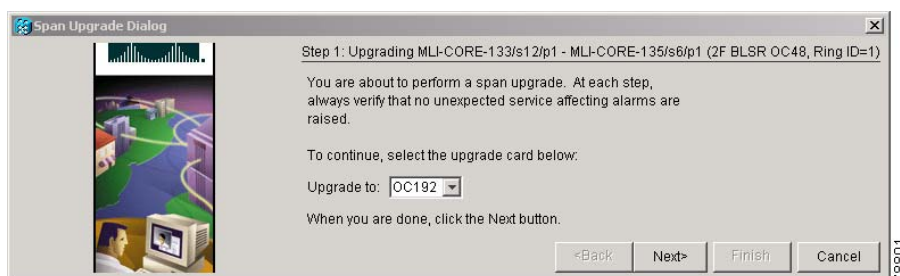 Span Upgrade Dialog
Step 1: Upgrading MLI-CORE-133/s12/p1 - MLI-CORE-135/s6/p1 (2F BLSR OC48, Ring ID=1)
You are about to perform a span upgrade. At each step,
always verify that no unexpected service affecting alarms are
raised.
To continue, select the upgrade card below:
Upgrade to: OC192
When you are done, click the Next button.
<Back Next> Finish Cancel